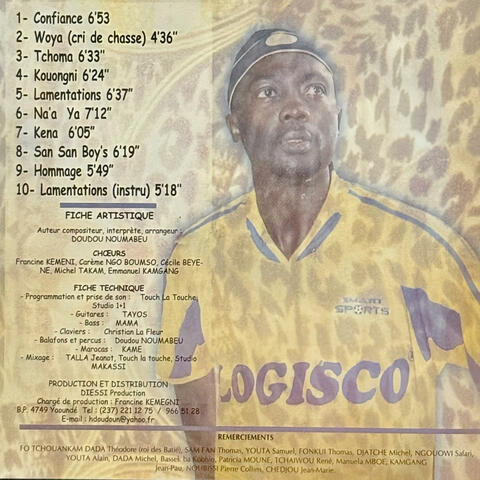 1- Confiance 6'53
2- Woya (cri de chasse) 4'36"
3- Tchoma 6'33"
4- Kouongni 6'24"
5- Lamentations 6'37"
6- Na'a Ya 7'12"
7- Kena 6'05"
8- San San Boy's 6'19"
9- Hommage 5'49"
10- Lamentations (instru) 5'18"
FICHE ARTISTIQUE
Auteur compositeur, interprète, arrangeur :
DOUDOU NOUMABEU
CHŒURS
Francine KEMENI, Carème NGO BOUMSO, Cécile BEYE-
NE, Michel TAKAM, Emmanuel KAMGANG
FICHE TECHNIQUE
- Programmation et prise de son : Touch La Touche,
Studio 1+1
- Guitares : TAYOS
- Bass : MAMA
- Claviers : Christian La Fleur
- Balafons et percus : Doudou NOUMABEU
- Maracas : KAME
- Mixage : TALLA Jeanot, Touch la touche, Studio
MAKASSI
PRODUCTION ET DISTRIBUTION
DIESSI Production
Chargé de production : Francine KEMEGNI
B.P. 4749 Yaoundé Tel : (237) 221 12 75 / 966 51 28
E-mail : hdoudoun@yahoo.fr
SMART
SPORTS
LOGISCO
REMERCIEMENTS
FO TCHOUANKAM DADA Théodore (roi des Batié), SAM FAN Thomas, YOUTA Samuel, FONKUI Thomas, DJATCHE Michel, NGOUOWI Safari,
YOUTA Alain, DADA Michel, Bassek ba Kobhio, Patricia MOUNE, TCHAIWOU René, Manuela MBOE, KAMGANG
Jean-Pau, NOUBISSI Pierre Collins, CHEDJOU Jean-Marie.